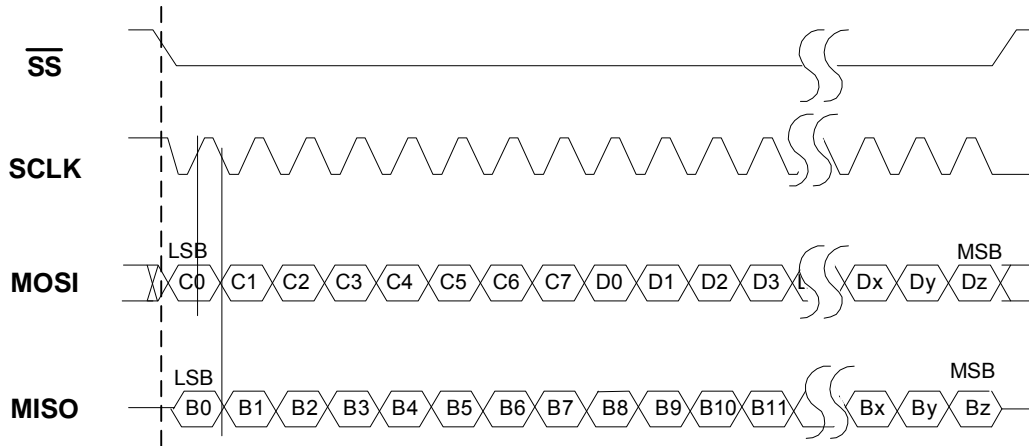 SS
SCLK
LSB MSB
MOSI C0 C1 C2 C3 C4 C5 C6 C7 D0 D1 D2 D3 Dx Dy Dz
LSB MSB
MISO B0 B1 B2 B3 B4 B5 B6 B7 B8 B9 B10 B11 Bx By Bz